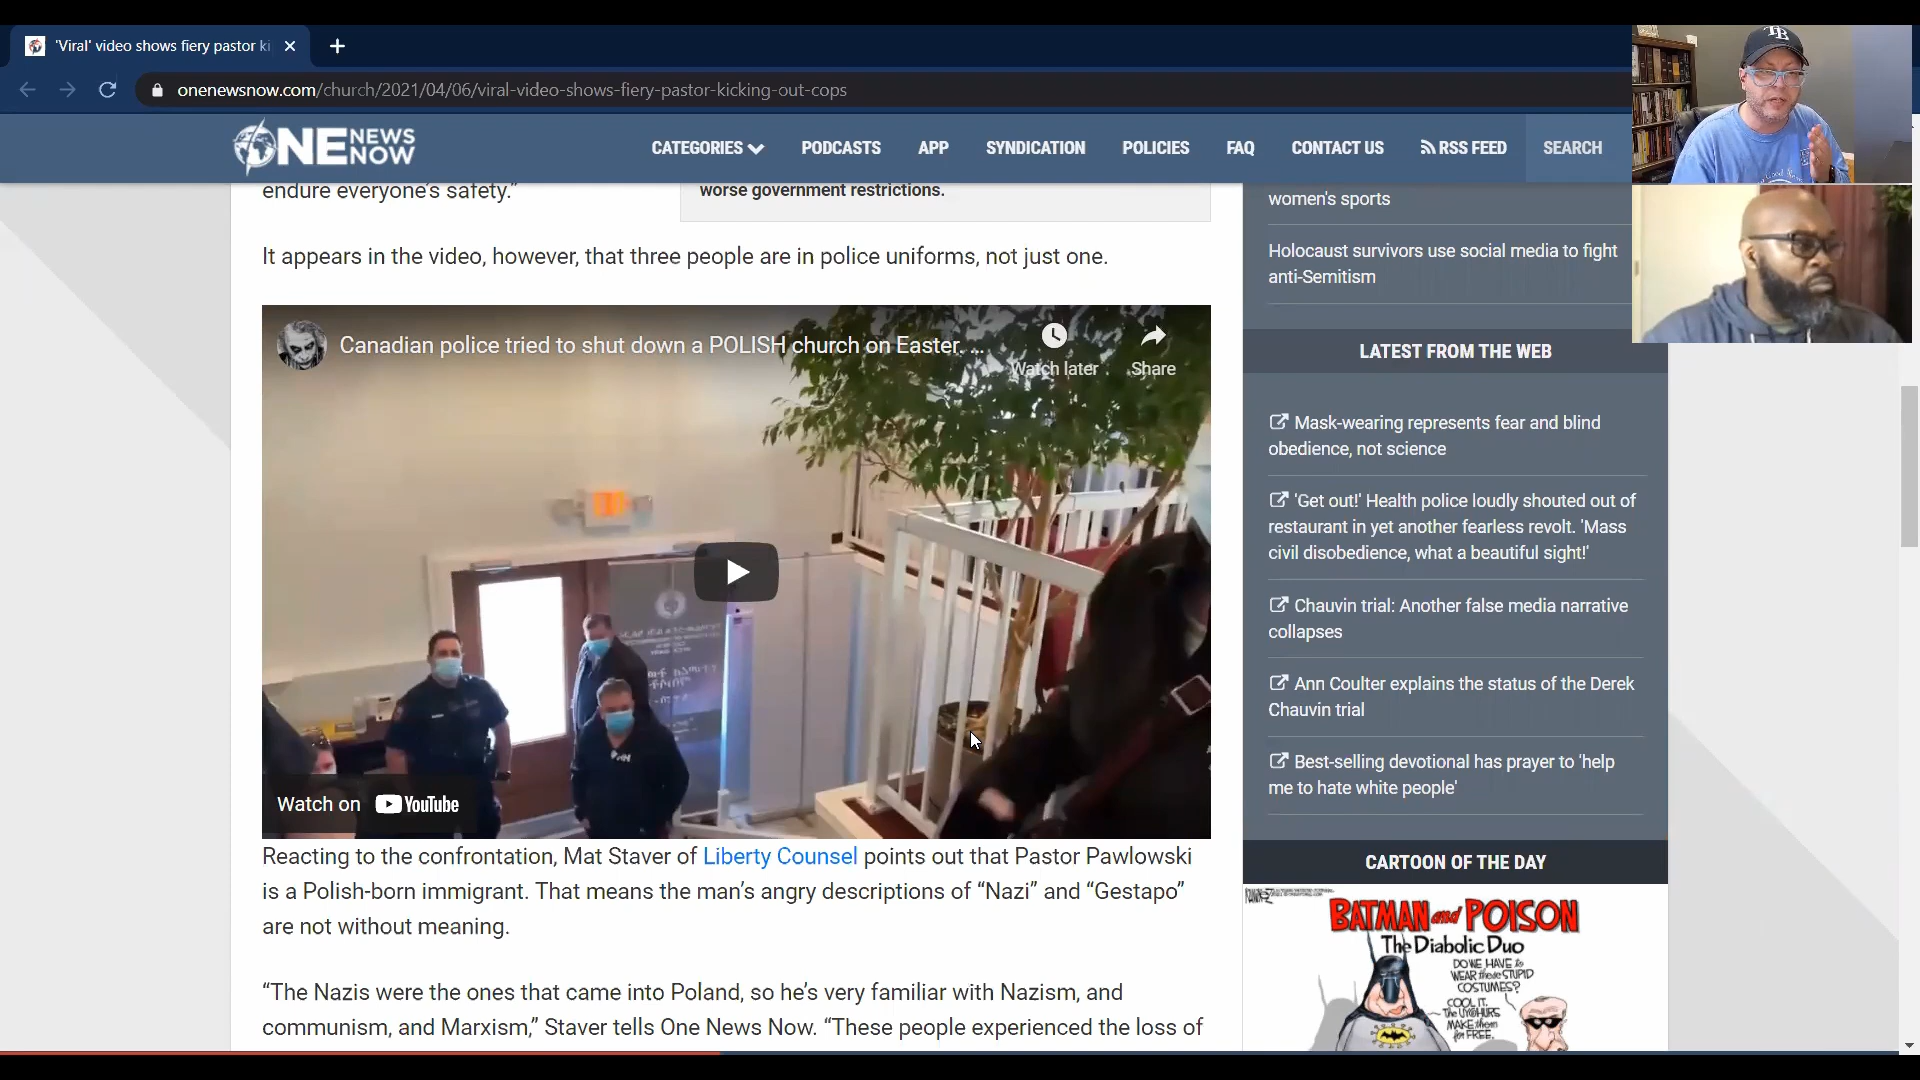 'Viral' video shows fiery pastor ki
onenewsnow.com/church/2021/04/06/viral-video-shows-fiery-pastor-kicking-out-cops
ONE NEWS NOW
CATEGORIES
PODCASTS
APP
SYNDICATION
POLICIES
FAQ
CONTACT US
RSS FEED
SEARCH
TB
endure everyone's safety.”
worse government restrictions.
It appears in the video, however, that three people are in police uniforms, not just one.
Canadian police tried to shut down a POLISH church on Easter. ...
Watch later
Share
Watch on YouTube
Reacting to the confrontation, Mat Staver of Liberty Counsel points out that Pastor Pawlowski
is a Polish-born immigrant. That means the man’s angry descriptions of “Nazi” and “Gestapo”
are not without meaning.
“The Nazis were the ones that came into Poland, so he’s very familiar with Nazism, and
communism, and Marxism,” Staver tells One News Now. “These people experienced the loss of
women's sports
Holocaust survivors use social media to fight
anti-Semitism
LATEST FROM THE WEB
Mask-wearing represents fear and blind
obedience, not science
'Get out!' Health police loudly shouted out of
restaurant in yet another fearless revolt. 'Mass
civil disobedience, what a beautiful sight!'
Chauvin trial: Another false media narrative
collapses
Ann Coulter explains the status of the Derek
Chauvin trial
Best-selling devotional has prayer to 'help
me to hate white people'
CARTOON OF THE DAY
BATMAN and POISON
The Diabolic Duo
DO WE HAVE to
WEAR these STUPID
COSTUMES?
COOL IT.
The UYGHURS
MAKE them
for FREE.